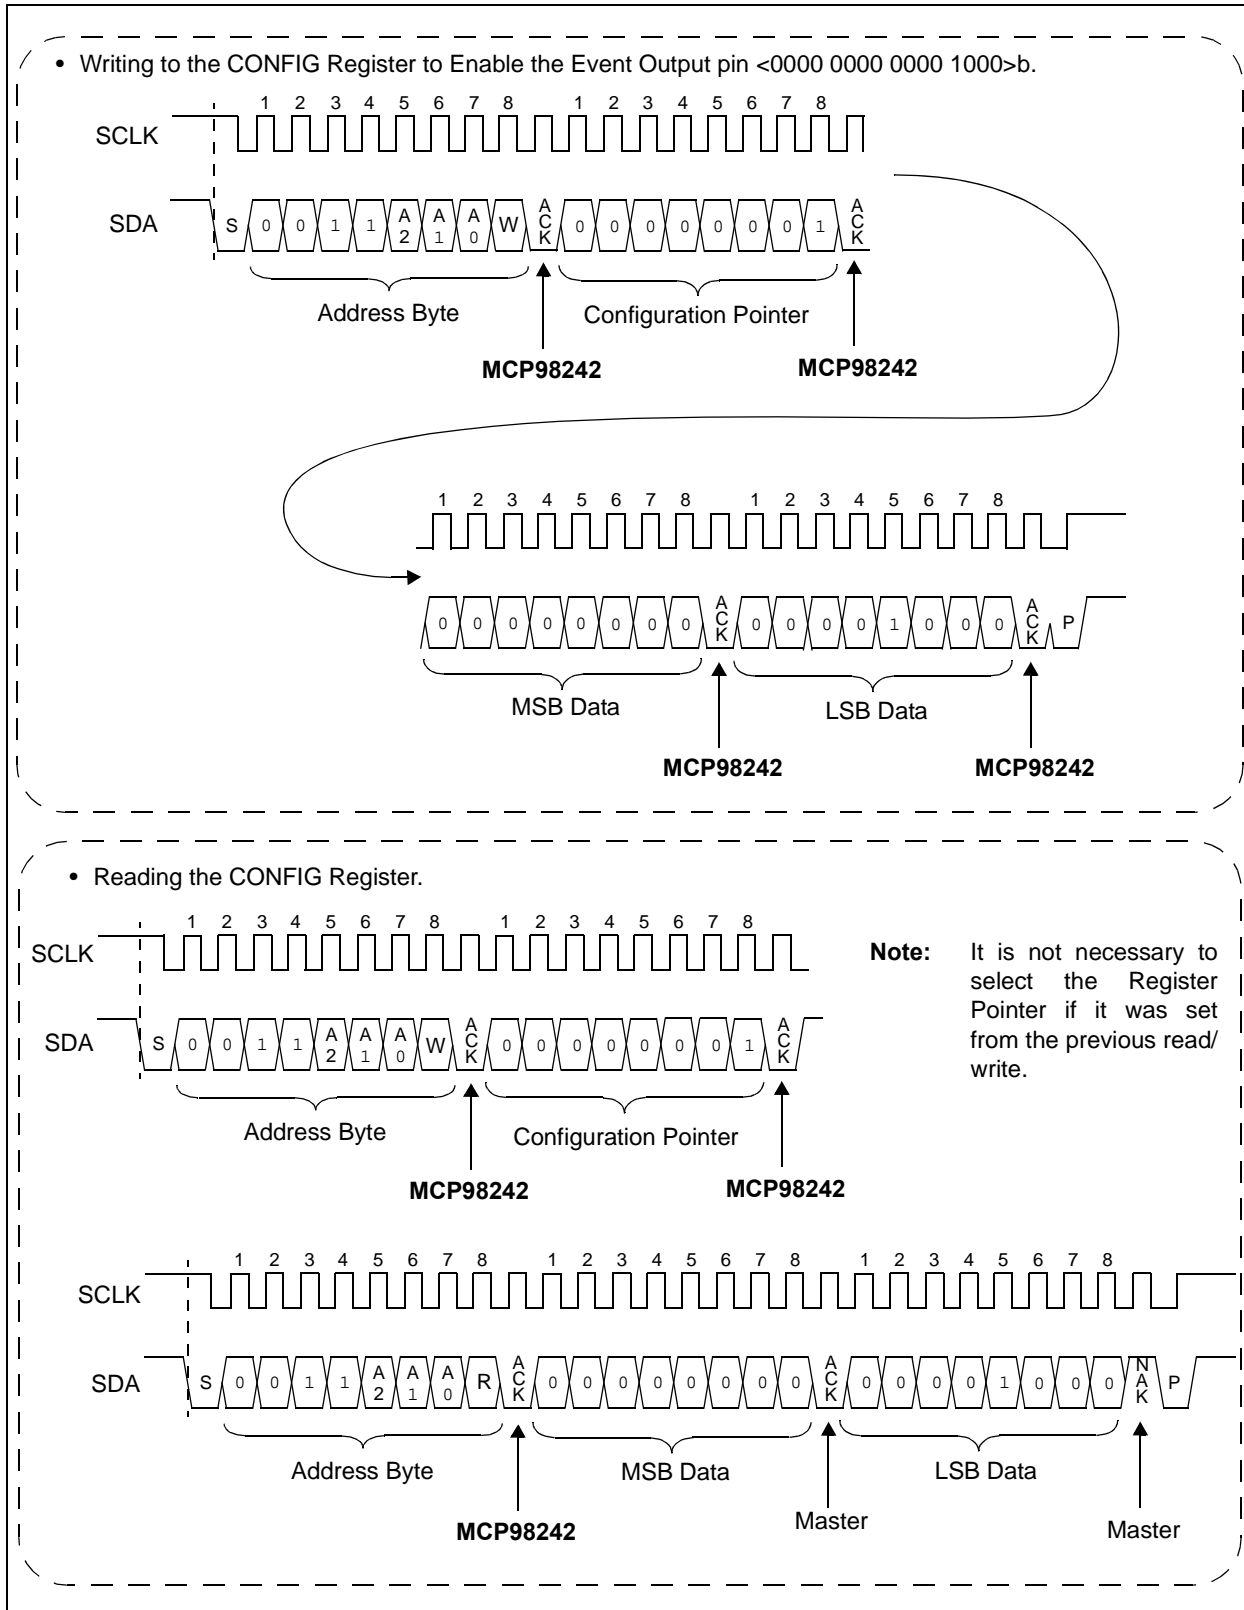 • Writing to the CONFIG Register to Enable the Event Output pin <0000 0000 0000 1000>b.
1 2 3 4 5 6 7 8 1 2 3 4 5 6 7 8
SCLK
SDA S 0 0 1 1 A2 A1 A0 W ACK 0 0 0 0 0 0 0 1 ACK
Address Byte Configuration Pointer
MCP98242 MCP98242
1 2 3 4 5 6 7 8 1 2 3 4 5 6 7 8
0 0 0 0 0 0 0 0 ACK 0 0 0 0 1 0 0 0 ACK P
MSB Data LSB Data
MCP98242 MCP98242
• Reading the CONFIG Register.
1 2 3 4 5 6 7 8 1 2 3 4 5 6 7 8
SCLK
SDA S 0 0 1 1 A2 A1 A0 W ACK 0 0 0 0 0 0 0 1 ACK
Address Byte Configuration Pointer
MCP98242 MCP98242
Note: It is not necessary to
select the Register
Pointer if it was set
from the previous read/
write.
1 2 3 4 5 6 7 8 1 2 3 4 5 6 7 8 1 2 3 4 5 6 7 8
SCLK
SDA S 0 0 1 1 A2 A1 A0 R ACK 0 0 0 0 0 0 0 0 ACK 0 0 0 0 1 0 0 0 NAK P
Address Byte MSB Data LSB Data
MCP98242 Master Master